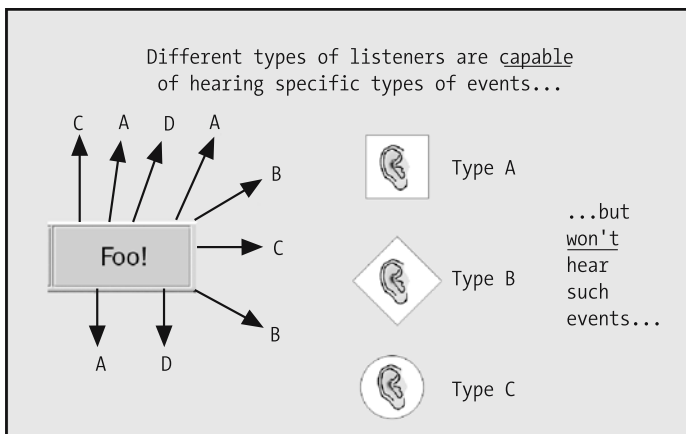 Different types of listeners are capable
of hearing specific types of events...
C
A
D
A
B
C
B
A
D
Foo!
Type A
Type B
Type C
...but
won't
hear
such
events...